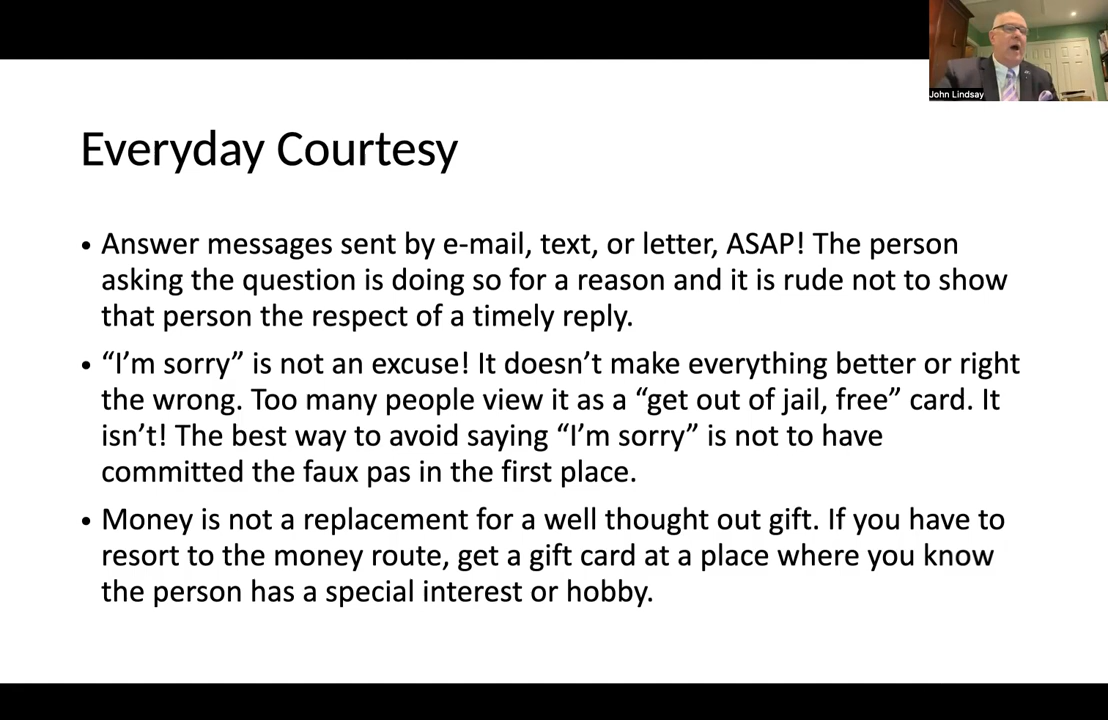 John Lindsay
Everyday Courtesy
• Answer messages sent by e-mail, text, or letter, ASAP! The person
asking the question is doing so for a reason and it is rude not to show
that person the respect of a timely reply.
• “I’m sorry” is not an excuse! It doesn’t make everything better or right
the wrong. Too many people view it as a “get out of jail, free” card. It
isn’t! The best way to avoid saying “I’m sorry” is not to have
committed the faux pas in the first place.
• Money is not a replacement for a well thought out gift. If you have to
resort to the money route, get a gift card at a place where you know
the person has a special interest or hobby.